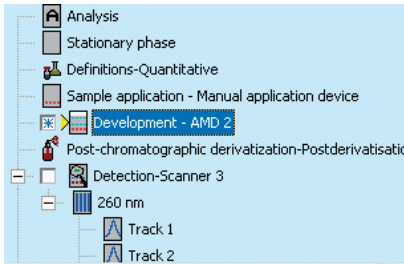 A Analysis
Stationary phase
Definitions-Quantitative
Sample application - Manual application device
Development - AMD 2
Post-chromatographic derivatization-Postderivatisatic
Detection-Scanner 3
260 nm
Track 1
Track 2